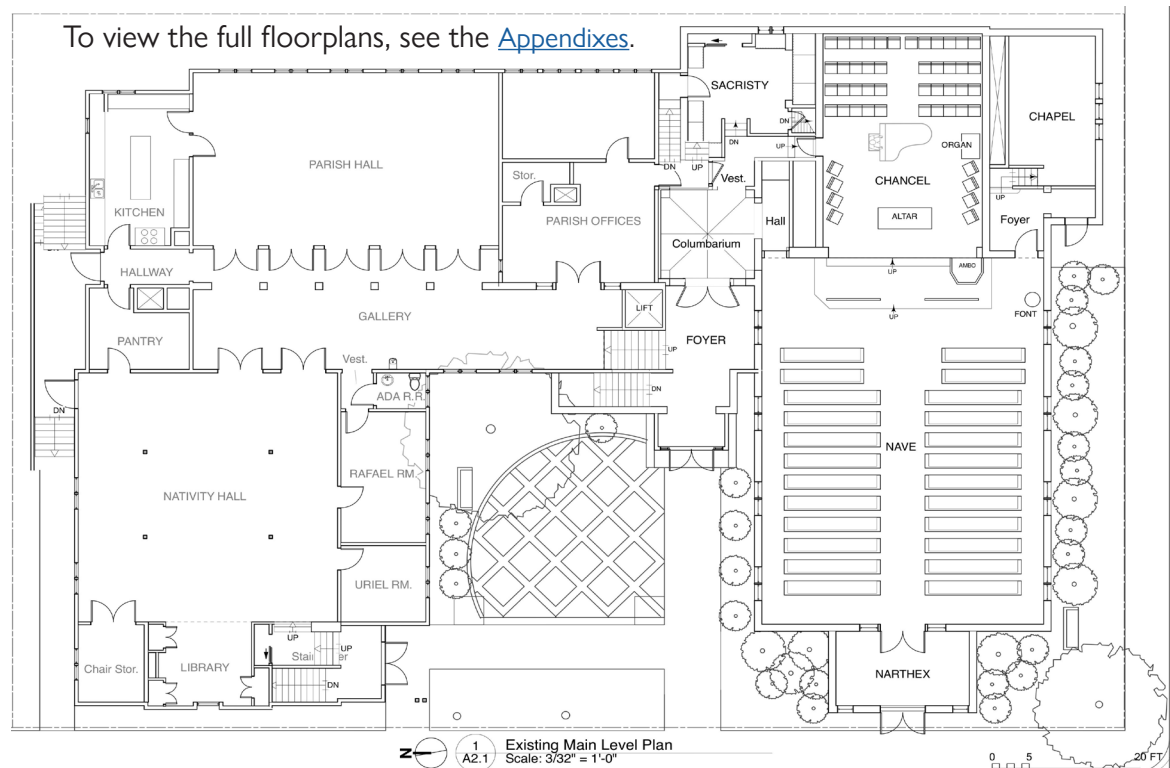 To view the full floorplans, see the Appendixes.
SACRISTY
CHAPEL
DN
ORGAN
PARISH HALL
DN
UP
DN
UP
Vest.
Stor.
CHANCEL
UP
KITCHEN
PARISH OFFICES
ALTAR
Hall
Foyer
Columbarium
HALLWAY
UP
AMBO
LIFT
GALLERY
UP
FONT
PANTRY
UP
FOYER
Vest.
DN
ADA R.R.
DN
NAVE
RAFAEL RM
NATIVITY HALL
URIEL RM.
UP
UP
Chair Stor.
LIBRARY
DN
NARTHEX
N
1
A2.1
Existing Main Level Plan
Scale: 3/32" = 1'-0"
0 5 20 FT